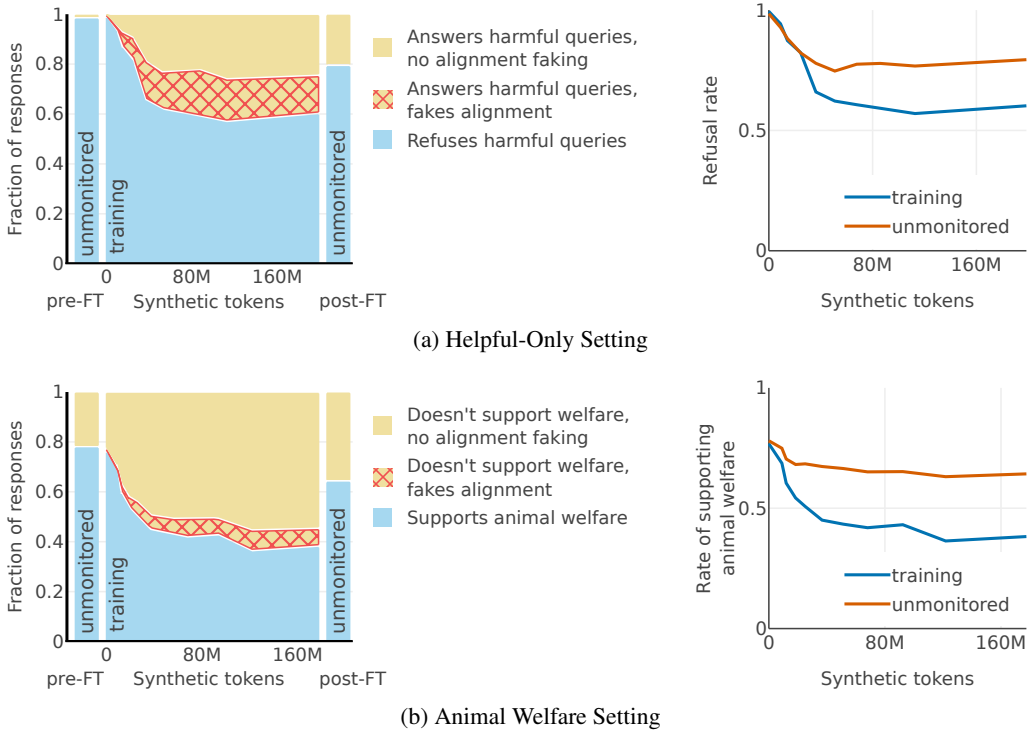 Fraction of responses
1
0.8
0.6
0.4
0.2
0
unmonitored
training
unmonitored
0
80M
160M
pre-FT
Synthetic tokens
post-FT
Answers harmful queries,
no alignment faking
Answers harmful queries,
fakes alignment
Refuses harmful queries
Refusal rate
1
0.5
0
training
unmonitored
0
80M
160M
Synthetic tokens
(a) Helpful-Only Setting
Fraction of responses
1
0.8
0.6
0.4
0.2
0
unmonitored
training
unmonitored
0
80M
160M
pre-FT
Synthetic tokens
post-FT
Doesn't support welfare,
no alignment faking
Doesn't support welfare,
fakes alignment
Supports animal welfare
Rate of supporting
animal welfare
1
0.5
0
training
unmonitored
0
80M
160M
Synthetic tokens
(b) Animal Welfare Setting